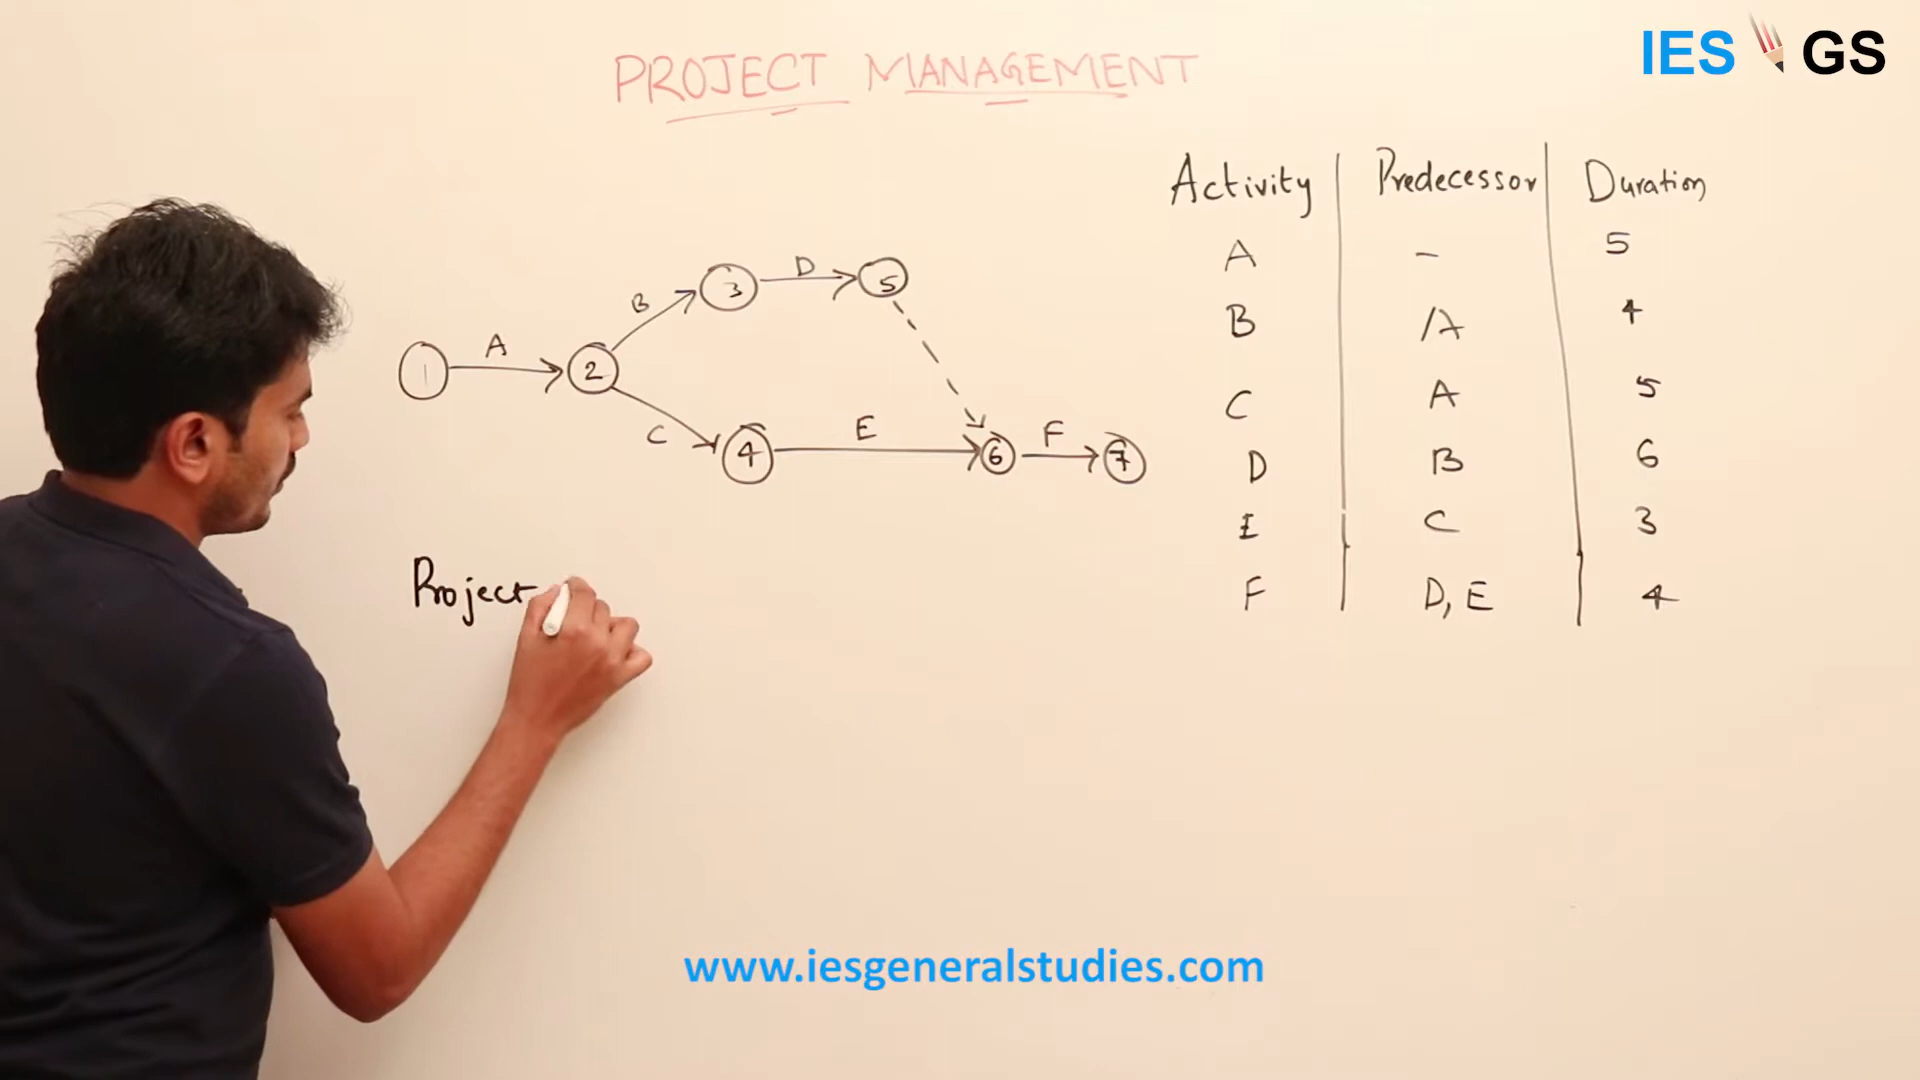 IES GS
PROJECT MANAGEMENT
Activity Predecessor Duration
A - 5
B A 4
C A 5
D B 6
E C 3
F D, E 4
1 A 2 B 3 D 5
C 4 E 6 F 7
Project
www.iesgeneralstudies.com